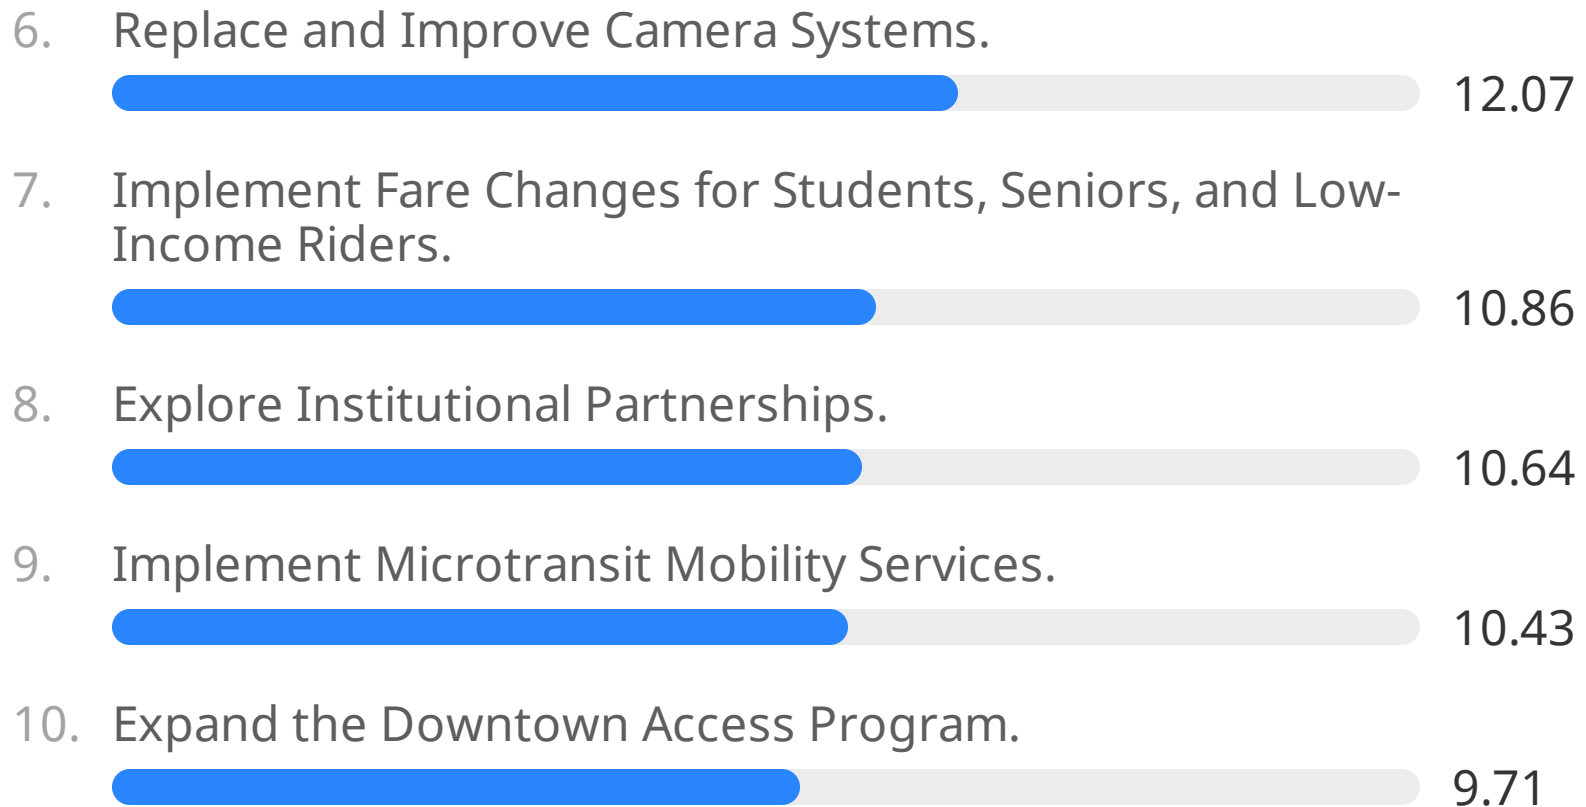 6. Replace and Improve Camera Systems.
12.07
7. Implement Fare Changes for Students, Seniors, and Low-
Income Riders.
10.86
8. Explore Institutional Partnerships.
10.64
9. Implement Microtransit Mobility Services.
10.43
10. Expand the Downtown Access Program.
9.71